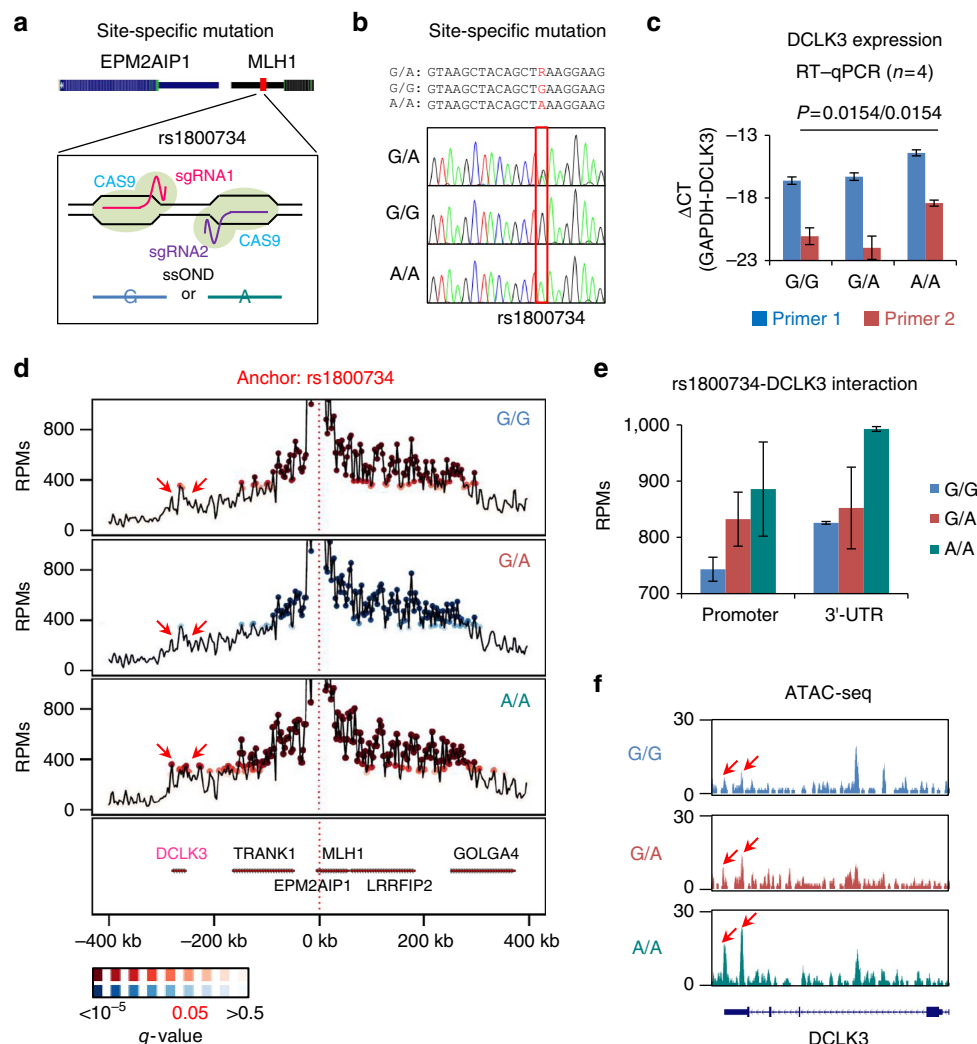 a
Site-specific mutation
EPM2AIP1 MLH1
rs1800734
CAS9
sgRNA1
sgRNA2
CAS9
ssOND
G or A
b
Site-specific mutation
G/A: GTAAGCTACAGCTRAAGGAAG
G/G: GTAAGCTACAGCTGAAGGAAG
A/A: GTAAGCTACAGCTAAAGGAAG
G/A
G/G
A/A
rs1800734
c
DCLK3 expression
RT–qPCR (n=4)
P=0.0154/0.0154
ΔCT
(GAPDH-DCLK3)
–13
–18
–23
G/G G/A A/A
Primer 1 Primer 2
d
Anchor: rs1800734
RPMs
800
400
0
G/G
RPMs
800
400
0
G/A
RPMs
800
400
0
A/A
DCLK3 TRANK1 MLH1 GOLGA4
EPM2AIP1 LRRFIP2
–400 kb –200 kb 0 kb 200 kb 400 kb
<10–5 0.05 >0.5
q-value
e
rs1800734-DCLK3 interaction
RPMs
1,000
900
800
700
Promoter 3'-UTR
G/G
G/A
A/A
f
ATAC-seq
30
G/G
0
30
G/A
0
30
A/A
0
DCLK3